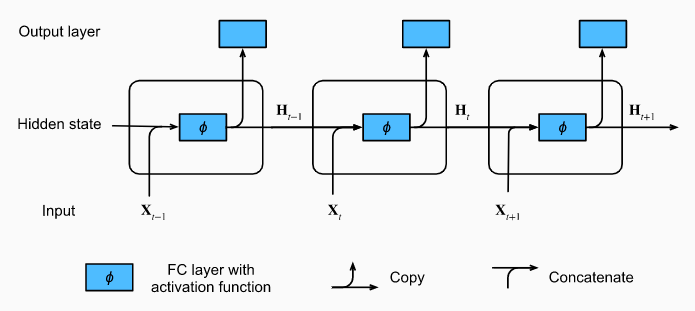 Output layer
Hidden state
ϕ
H_{t−1}
ϕ
H_t
ϕ
H_{t+1}
Input
X_{t−1}
X_t
X_{t+1}
ϕ
FC layer with
activation function
Copy
Concatenate